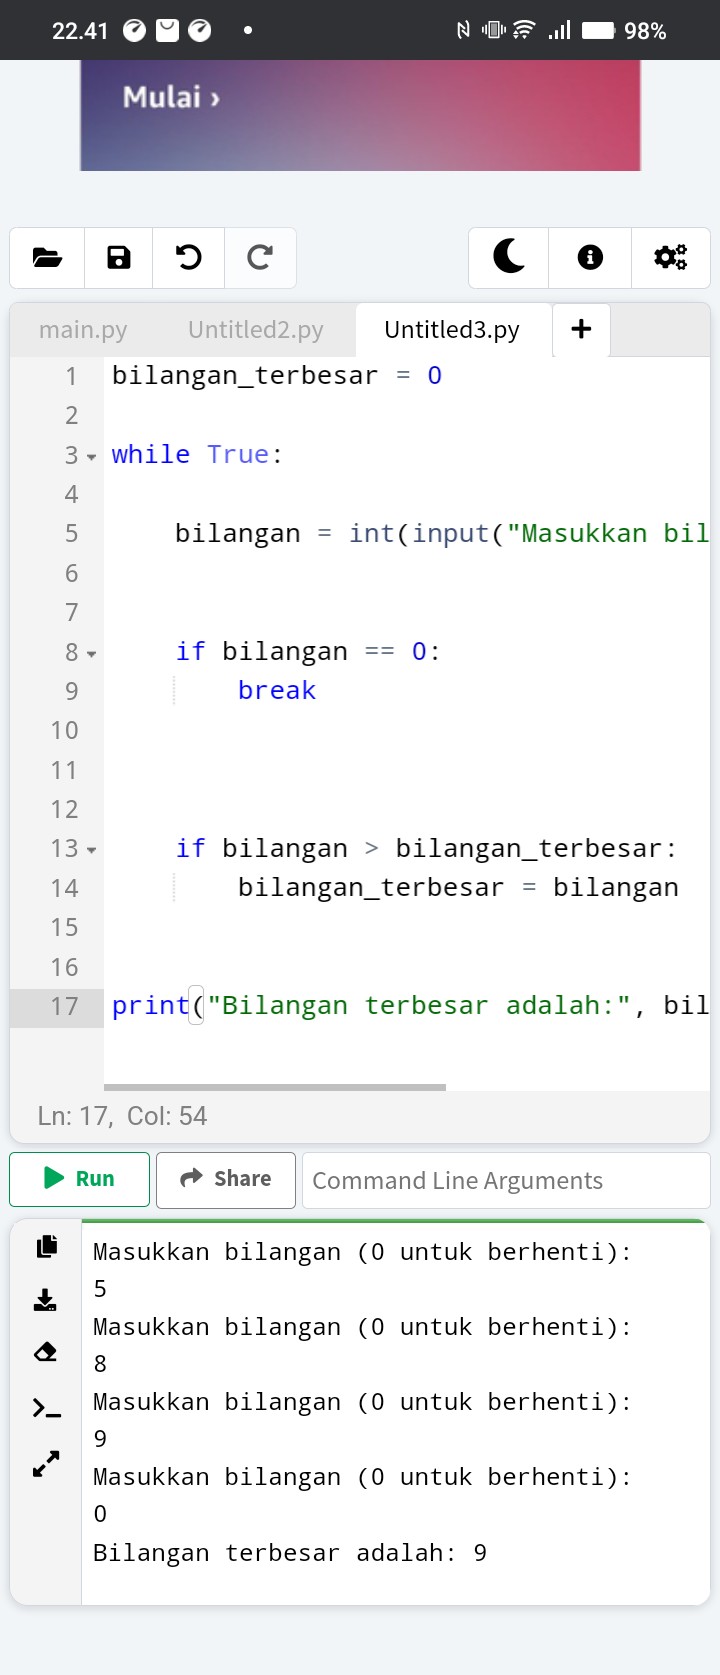 22.41 98%
Mulai ›
main.py Untitled2.py Untitled3.py +
1 bilangan_terbesar = 0
2
3 while True:
4
5 bilangan = int(input("Masukkan bil
6
7
8 if bilangan == 0:
9 break
10
11
12
13 if bilangan > bilangan_terbesar:
14 bilangan_terbesar = bilangan
15
16
17 print("Bilangan terbesar adalah:", bil
Ln: 17, Col: 54
Run Share Command Line Arguments
Masukkan bilangan (0 untuk berhenti):
5
Masukkan bilangan (0 untuk berhenti):
8
Masukkan bilangan (0 untuk berhenti):
9
Masukkan bilangan (0 untuk berhenti):
0
Bilangan terbesar adalah: 9